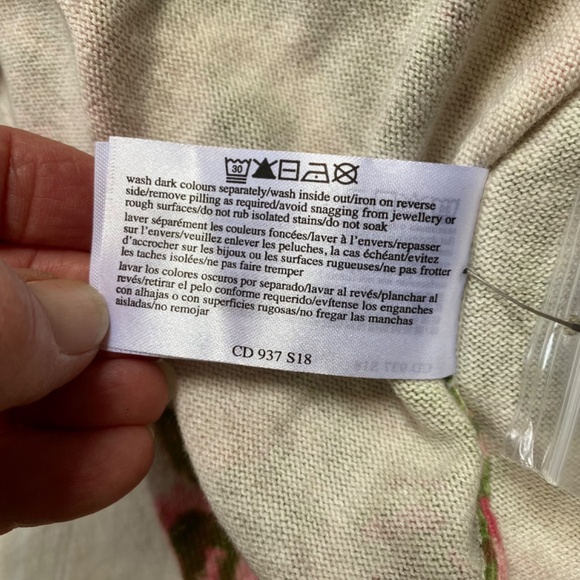 30
wash dark colours separately/wash inside out/iron on reverse
side/remove pilling as required/avoid snagging from jewellery or
rough surfaces/do not rub isolated stains/do not soak
laver séparément les couleurs foncées/laver à l'envers/repasser
sur l'envers/veuillez enlever les peluches, la cas échéant/evitez
d'accrocher sur les bijoux ou les surfaces rugueuses/ne pas frotter
les taches isolées/ne pas faire tremper
lavar los colores oscuros por separado/lavar al revés/planchar al
revés/retirar el pelo conforme requerido/evítense los enganches
con alhajas o con superficies rugosas/no fregar las manchas
aisladas/no remojar
CD 937 S18